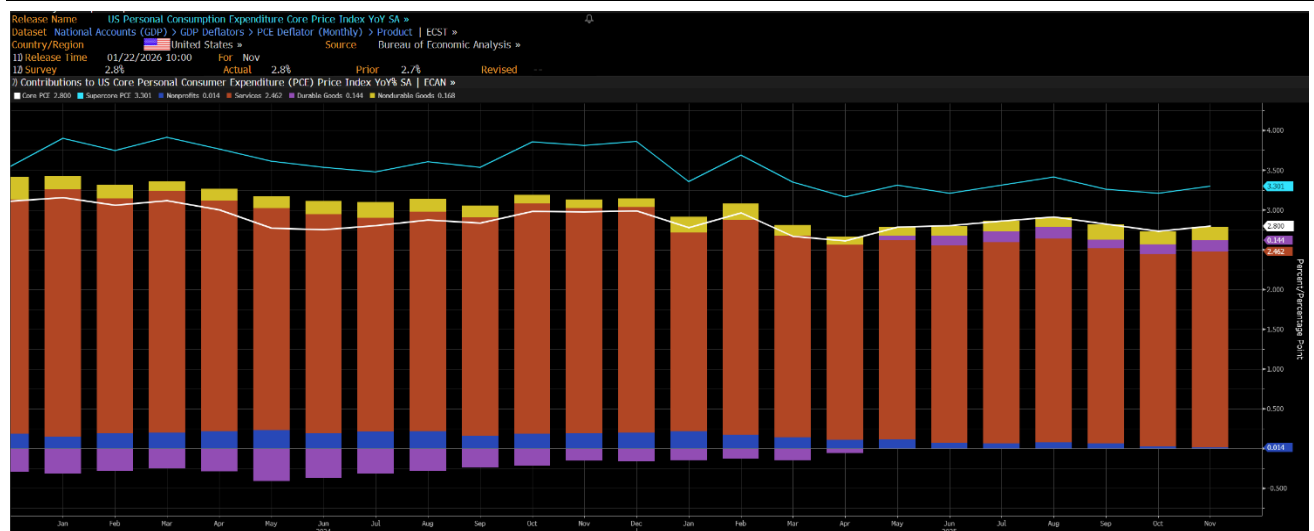 Release Name US Personal Consumption Expenditure Core Price Index YoY SA »
Dataset National Accounts (GDP) > GDP Deflators > PCE Deflator (Monthly) > Product | ECST »
Country/Region United States » Source Bureau of Economic Analysis »
11) Release Time 01/22/2026 10:00 For Nov
12) Survey 2.8% Actual 2.8% Prior 2.7% Revised --
2) Contributions to US Core Personal Consumer Expenditure (PCE) Price Index YoY% SA | ECAN »
Core PCE 2.800 Supercore PCE 3.301 Nonprofits 0.014 Services 2.462 Durable Goods 0.144 Nondurable Goods 0.168
4.000
3.500
3.301
3.000
2.800
0.144
2.462
2.000
1.500
1.000
0.500
0.014
-0.500
Percent/Percentage Point
Jan Feb Mar Apr May Jun Jul Aug Sep Oct Nov Dec Jan Feb Mar Apr May Jun Jul Aug Sep Oct Nov